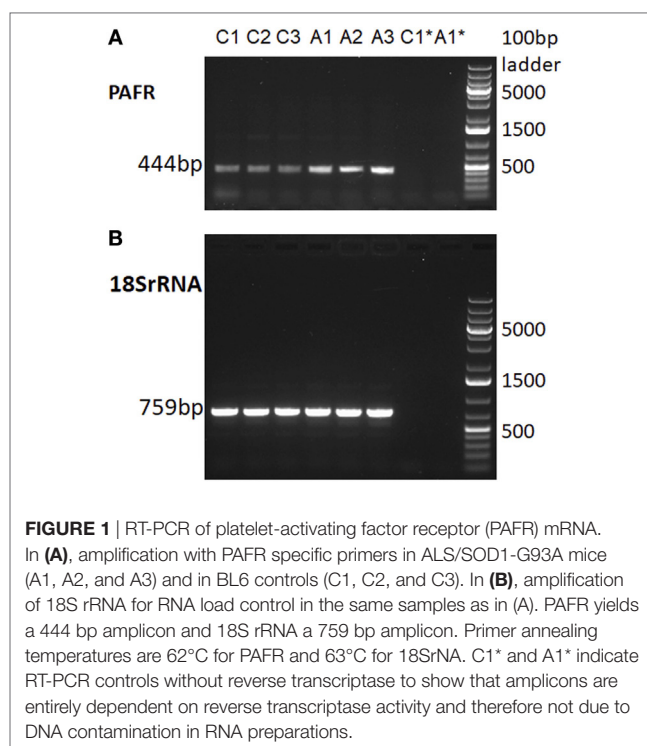 A
C1 C2 C3 A1 A2 A3 C1*A1* 100bp
ladder
PAFR
5000
1500
444bp
500
B
18SrRNA
5000
1500
759bp
500
FIGURE 1 | RT-PCR of platelet-activating factor receptor (PAFR) mRNA.
In (A), amplification with PAFR specific primers in ALS/SOD1-G93A mice
(A1, A2, and A3) and in BL6 controls (C1, C2, and C3). In (B), amplification
of 18S rRNA for RNA load control in the same samples as in (A). PAFR yields
a 444 bp amplicon and 18S rRNA a 759 bp amplicon. Primer annealing
temperatures are 62°C for PAFR and 63°C for 18SrNA. C1* and A1* indicate
RT-PCR controls without reverse transcriptase to show that amplicons are
entirely dependent on reverse transcriptase activity and therefore not due to
DNA contamination in RNA preparations.